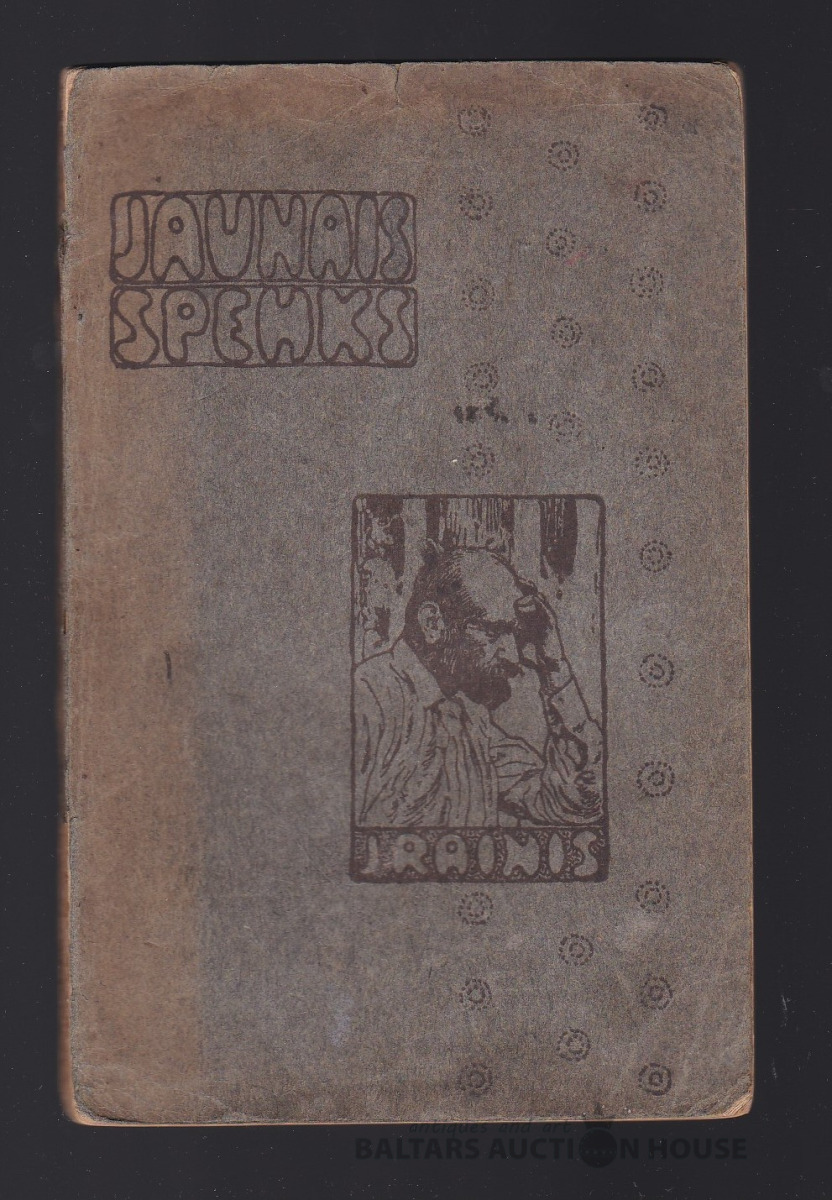 JAUNAIS
SPEHKS
J RAINIS
antiques and art
BALTARS AUCTION HOUSE